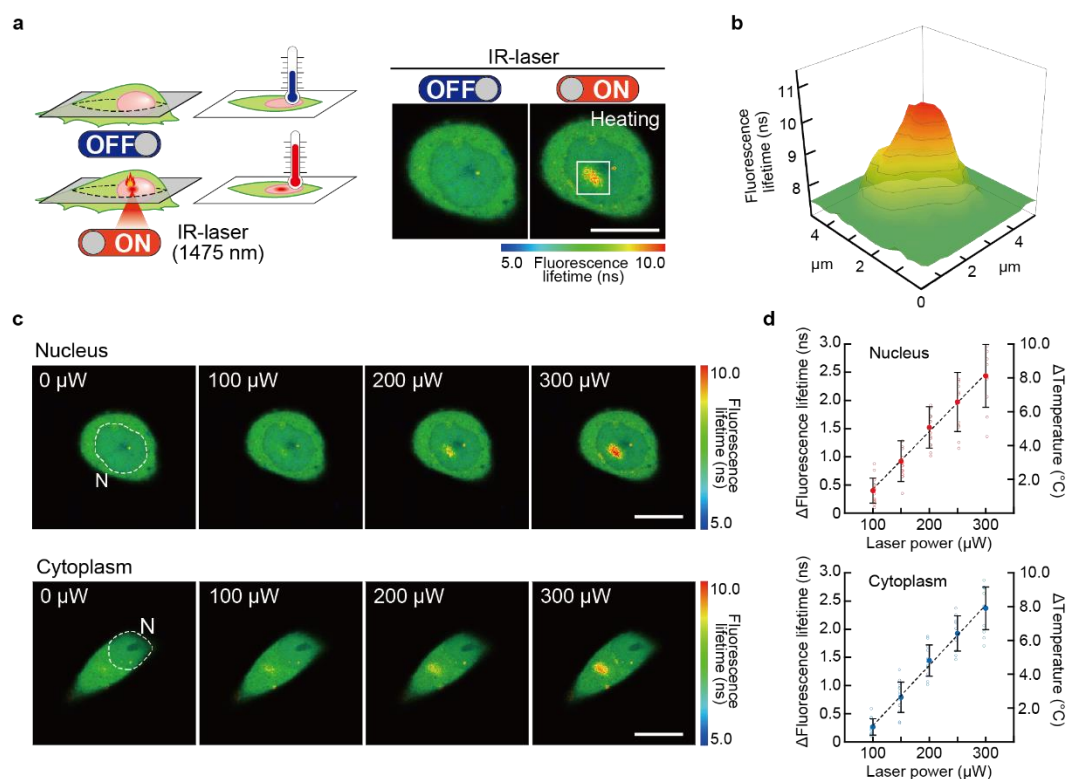 a
IR-laser
OFF
ON
Heating
OFF
ON
IR-laser
(1475 nm)
5.0 Fluorescence 10.0
lifetime (ns)
b
Fluorescence
lifetime (ns)
11
10
9
8
4
2
0
2
4
µm
µm
c
Nucleus
0 µW
100 µW
200 µW
300 µW
N
10.0
Fluorescence
lifetime (ns)
5.0
Cytoplasm
0 µW
100 µW
200 µW
300 µW
N
10.0
Fluorescence
lifetime (ns)
5.0
d
Nucleus
ΔFluorescence lifetime (ns)
3.0
2.5
2.0
1.5
1.0
0.5
0
10.0
8.0
6.0
4.0
2.0
ΔTemperature (°C)
100 200 300
Laser power (µW)
Cytoplasm
ΔFluorescence lifetime (ns)
3.0
2.5
2.0
1.5
1.0
0.5
0
10.0
8.0
6.0
4.0
2.0
ΔTemperature (°C)
100 200 300
Laser power (µW)